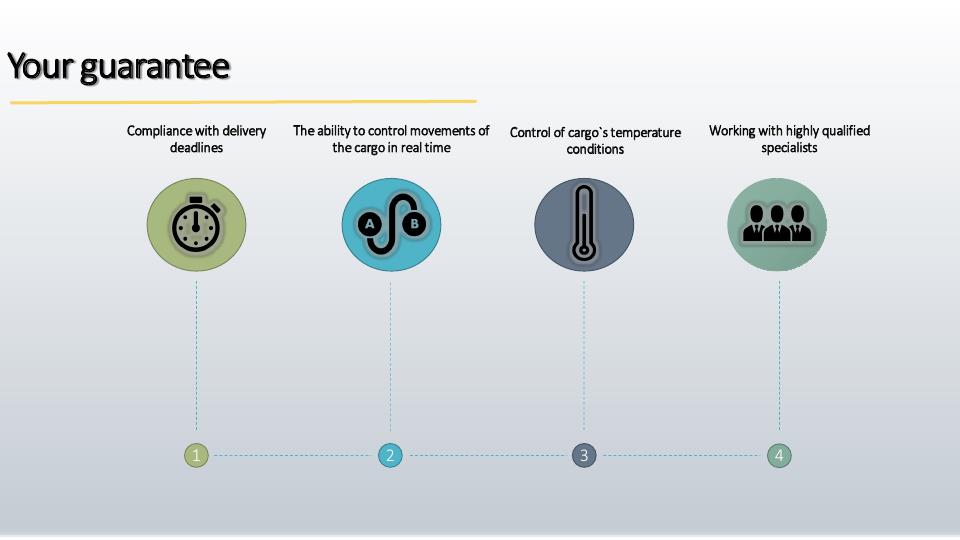 Your guarantee
Compliance with delivery
deadlines
The ability to control movements of
the cargo in real time
Control of cargo`s temperature
conditions
Working with highly qualified
specialists
A
B
1
2
3
4